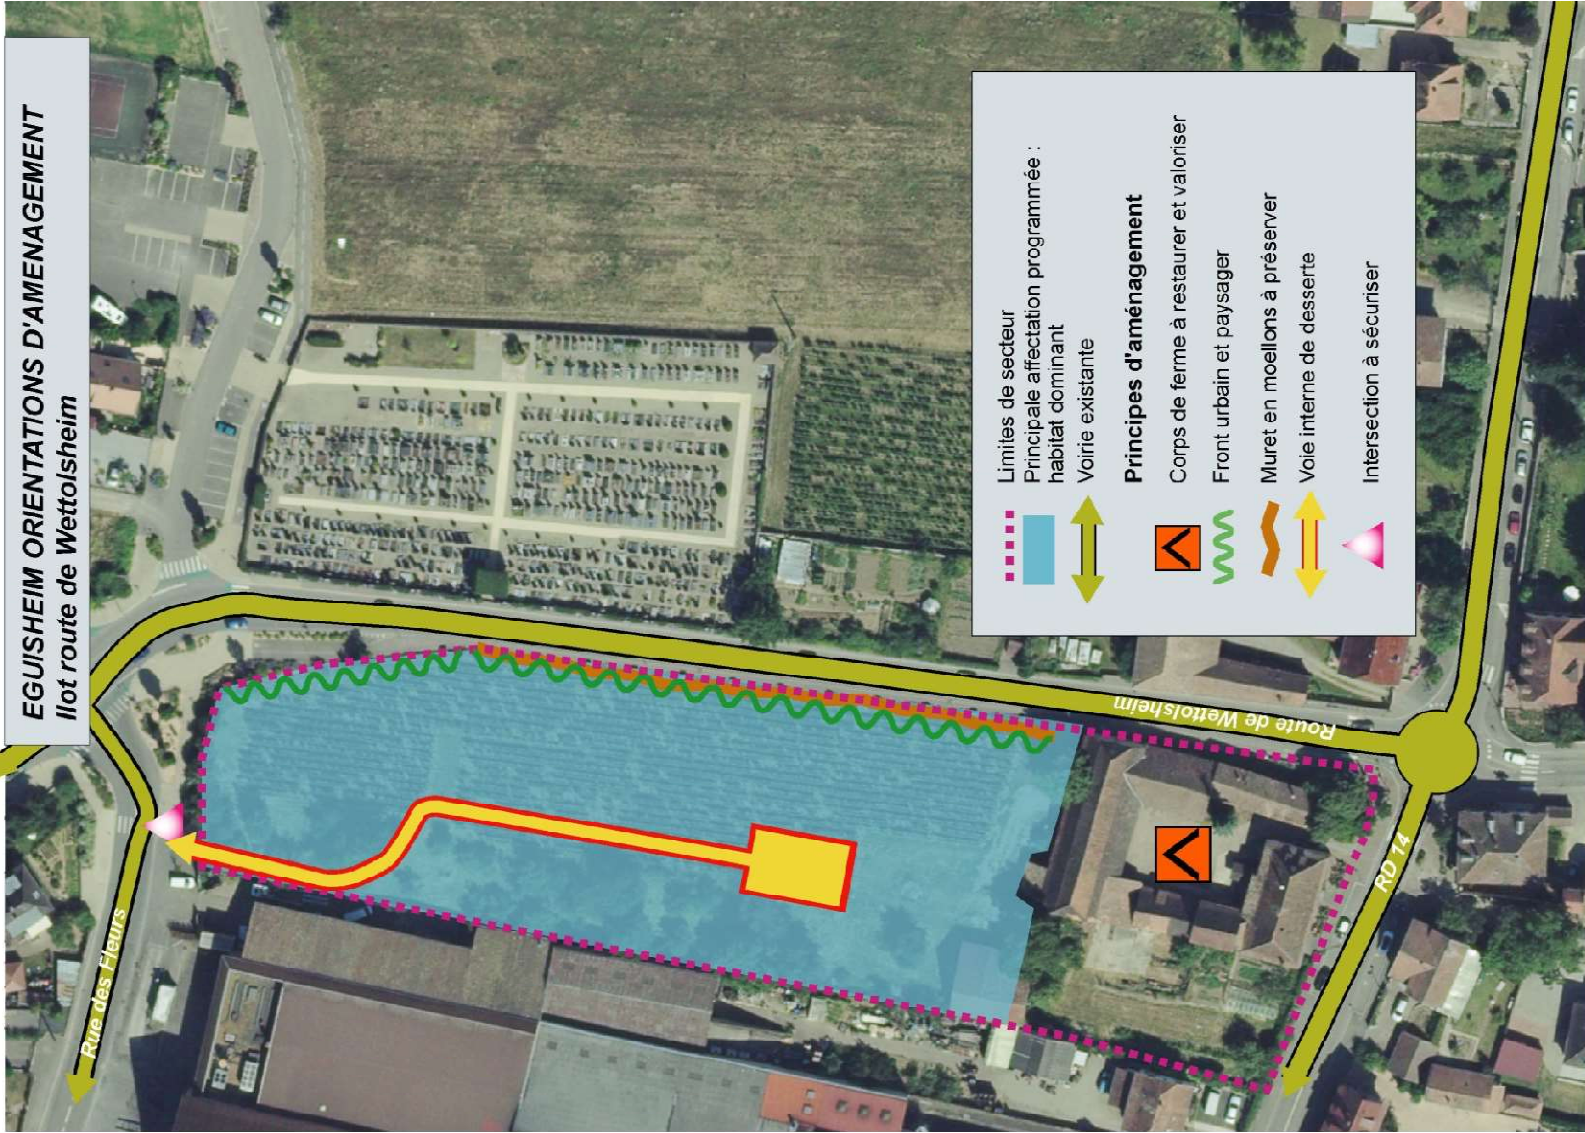 EGUISHEIM ORIENTATIONS D'AMENAGEMENT
Ilot route de Wettolsheim
Limites de secteur
Principale affectation programmée :
habitat dominant
Voirie existante
Principes d'aménagement
Corps de ferme à restaurer et valoriser
Front urbain et paysager
Muret en moellons à préserver
Voie interne de desserte
Intersection à sécuriser
Rue des Fleurs
Route de Wettolsheim
RD 14